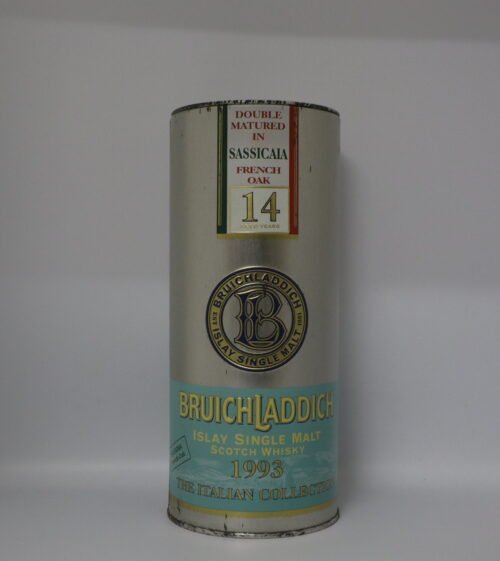 DOUBLE
MATURED
IN
SASSICAIA
FRENCH
OAK
14
YEARS
BRUICHLADDICH
ISLAY SINGLE MALT
BRUICHLADDICH
ISLAY SINGLE MALT
SCOTCH WHISKY
1993
THE ITALIAN COLLECTION